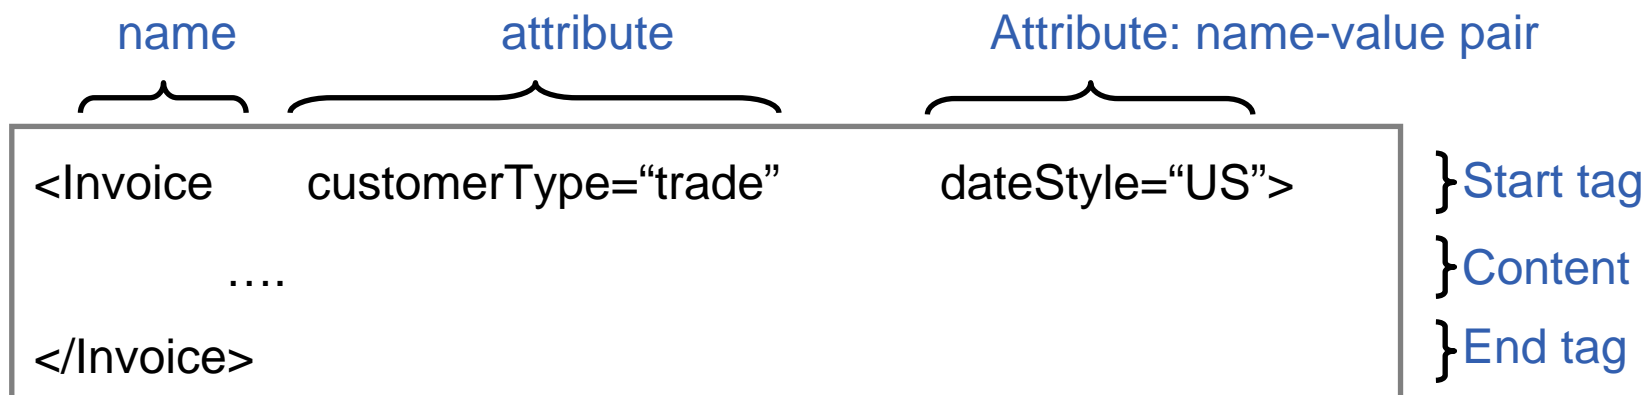 name attribute Attribute: name-value pair
<Invoice customerType=“trade” dateStyle=“US”> Start tag
…. Content
</Invoice> End tag